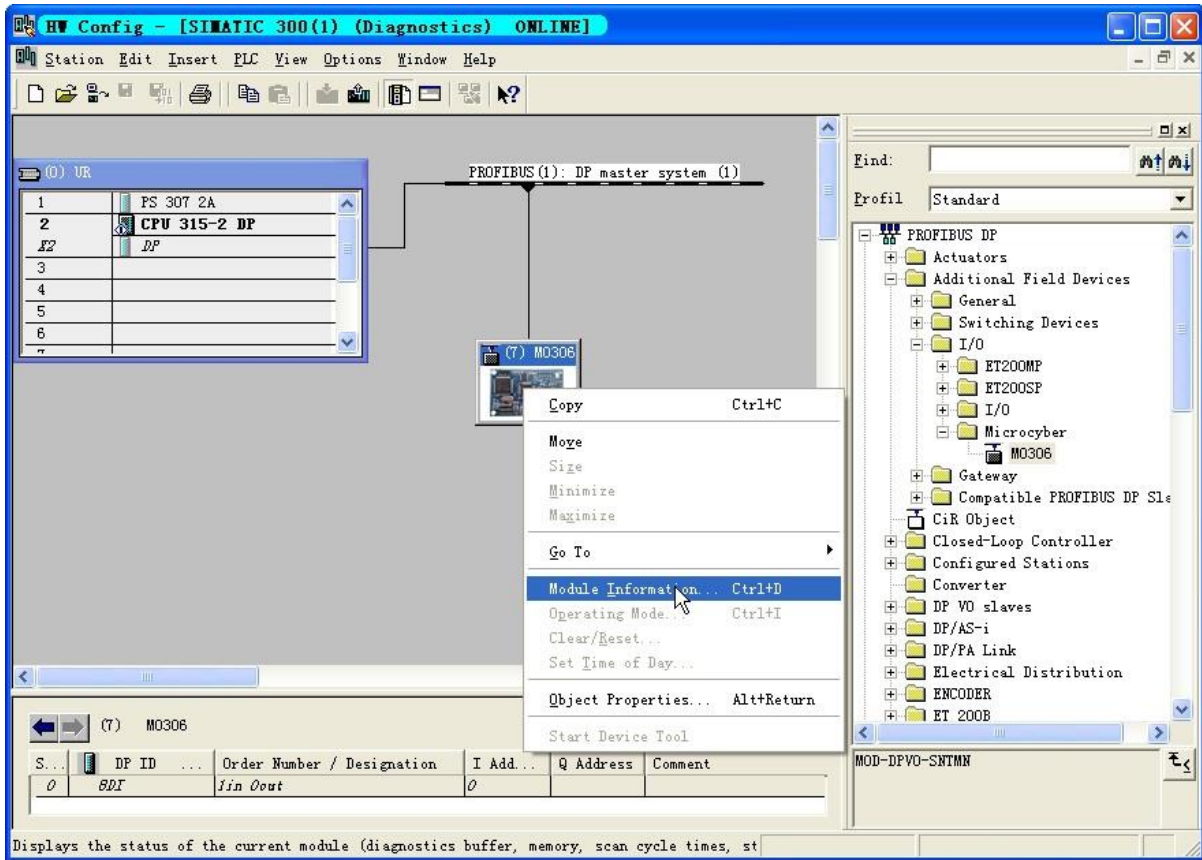 HW Config - [SIMATIC 300(1) (Diagnostics) ONLINE]
Station Edit Insert PLC View Options Window Help
(0) UR
1 PS 307 2A
2 CPU 315-2 DP
X2 DP
3
4
5
6
7
PROFIBUS(1): DP master system (1)
(7) M0306
Copy Ctrl+C
Move
Size
Minimize
Maximize
Go To
Module Information... Ctrl+D
Operating Mode... Ctrl+I
Clear/Reset...
Set Time of Day...
Object Properties... Alt+Return
Start Device Tool
Find:
Profil Standard
PROFIBUS DP
Actuators
Additional Field Devices
General
Switching Devices
I/O
ET200MP
ET200SP
I/O
Microcyber
M0306
Gateway
Compatible PROFIBUS DP Sla
CiR Object
Closed-Loop Controller
Configured Stations
Converter
DP V0 slaves
DP/AS-i
DP/PA Link
Electrical Distribution
ENCODER
ET 200B
MOD-DPV0-SNTMN
(7) M0306
S... DP ID ... Order Number / Designation I Add... Q Address Comment
0 8DI 1in 0out 0
Displays the status of the current module (diagnostics buffer, memory, scan cycle times, st